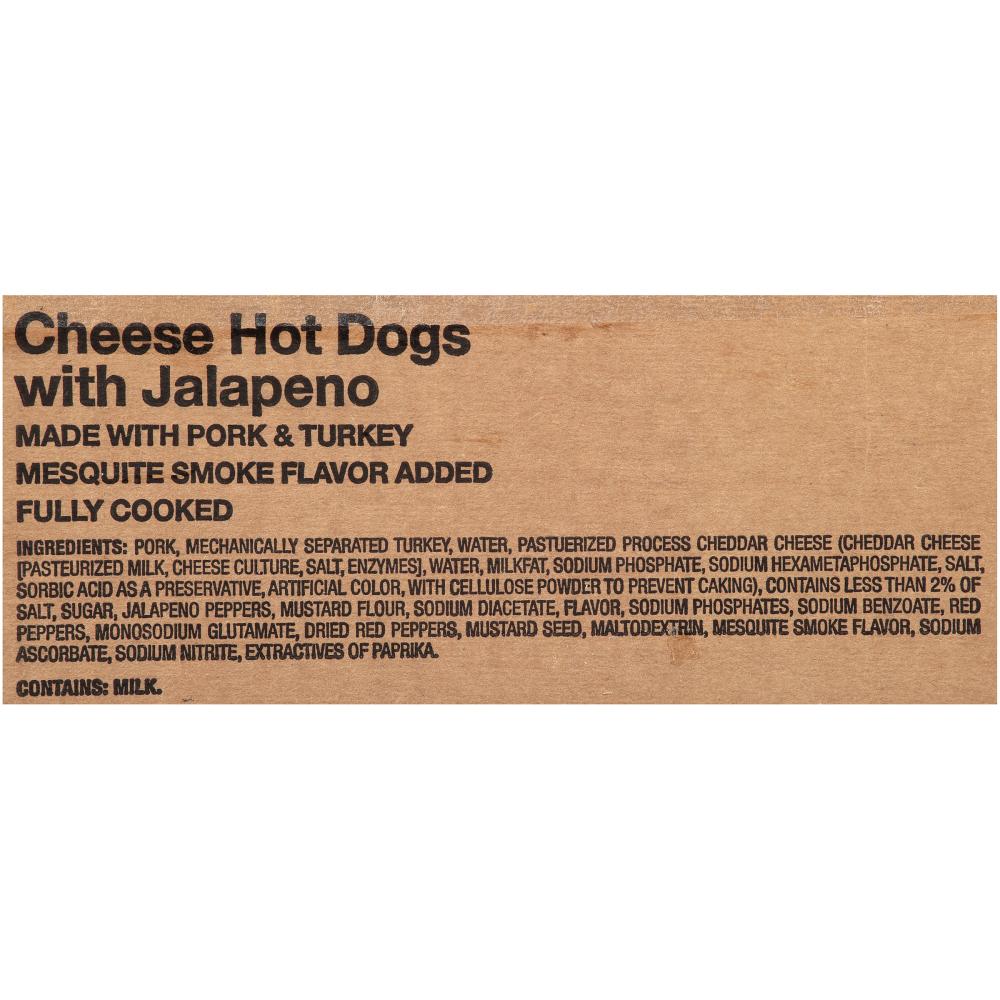 Cheese Hot Dogs
with Jalapeno
MADE WITH PORK & TURKEY
MESQUITE SMOKE FLAVOR ADDED
FULLY COOKED
INGREDIENTS: PORK, MECHANICALLY SEPARATED TURKEY, WATER, PASTUERIZED PROCESS CHEDDAR CHEESE (CHEDDAR CHEESE
[PASTEURIZED MILK, CHEESE CULTURE, SALT, ENZYMES], WATER, MILKFAT, SODIUM PHOSPHATE, SODIUM HEXAMETAPHOSPHATE, SALT,
SORBIC ACID AS A PRESERVATIVE, ARTIFICIAL COLOR, WITH CELLULOSE POWDER TO PREVENT CAKING), CONTAINS LESS THAN 2% OF
SALT, SUGAR, JALAPENO PEPPERS, MUSTARD FLOUR, SODIUM DIACETATE, FLAVOR, SODIUM PHOSPHATES, SODIUM BENZOATE, RED
PEPPERS, MONOSODIUM GLUTAMATE, DRIED RED PEPPERS, MUSTARD SEED, MALTODEXTRIN, MESQUITE SMOKE FLAVOR, SODIUM
ASCORBATE, SODIUM NITRITE, EXTRACTIVES OF PAPRIKA.
CONTAINS: MILK.